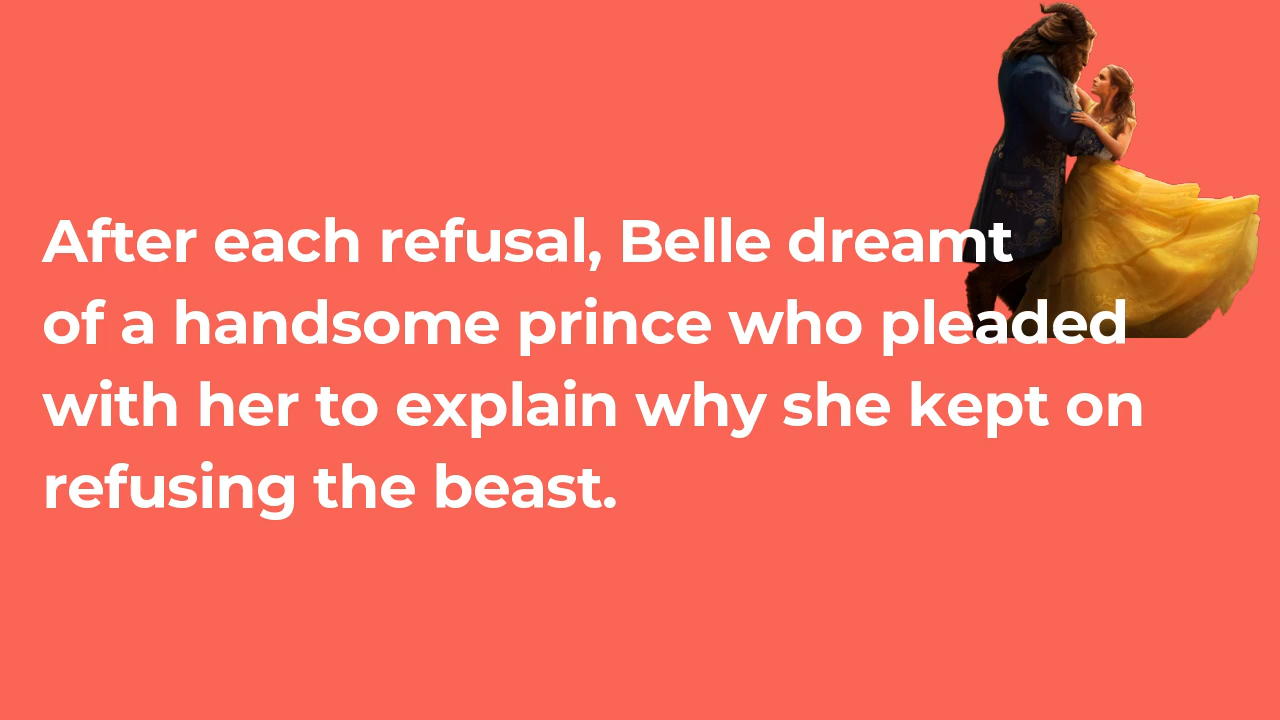 After each refusal, Belle dreamt
of a handsome prince who pleaded
with her to explain why she kept on
refusing the beast.